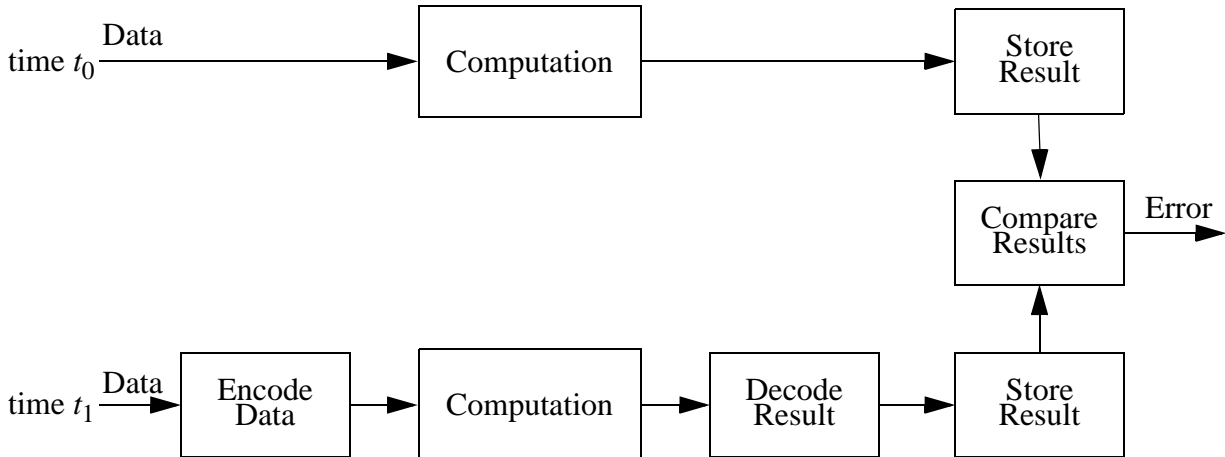 Data
time t0
Computation
Store
Result
Compare
Results
Error
Data
time t1
Encode
Data
Computation
Decode
Result
Store
Result